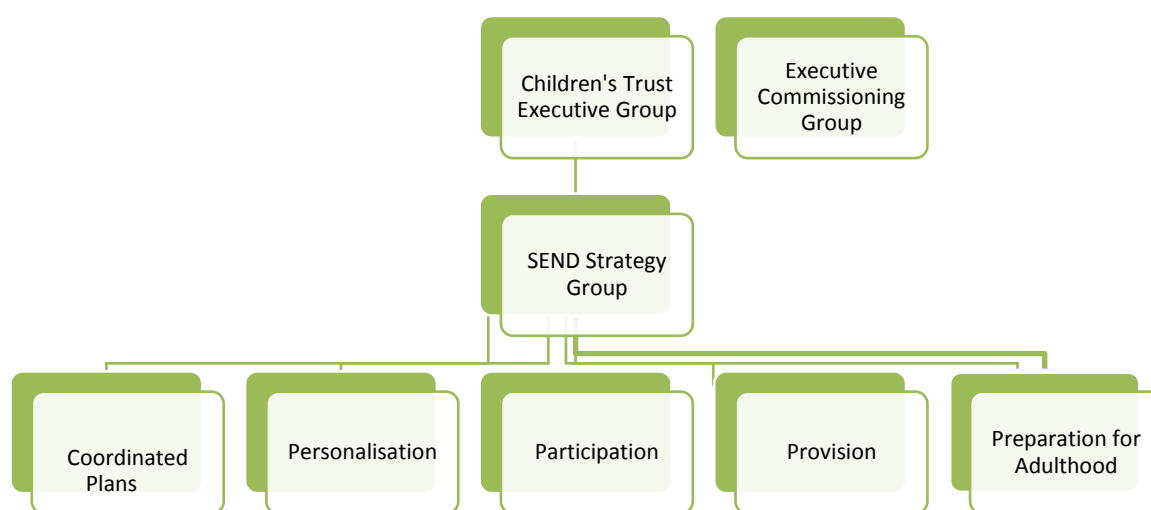 Children's Trust
Executive Group
Executive
Commissioning
Group
SEND Strategy
Group
Coordinated
Plans
Personalisation
Participation
Provision
Preparation for
Adulthood